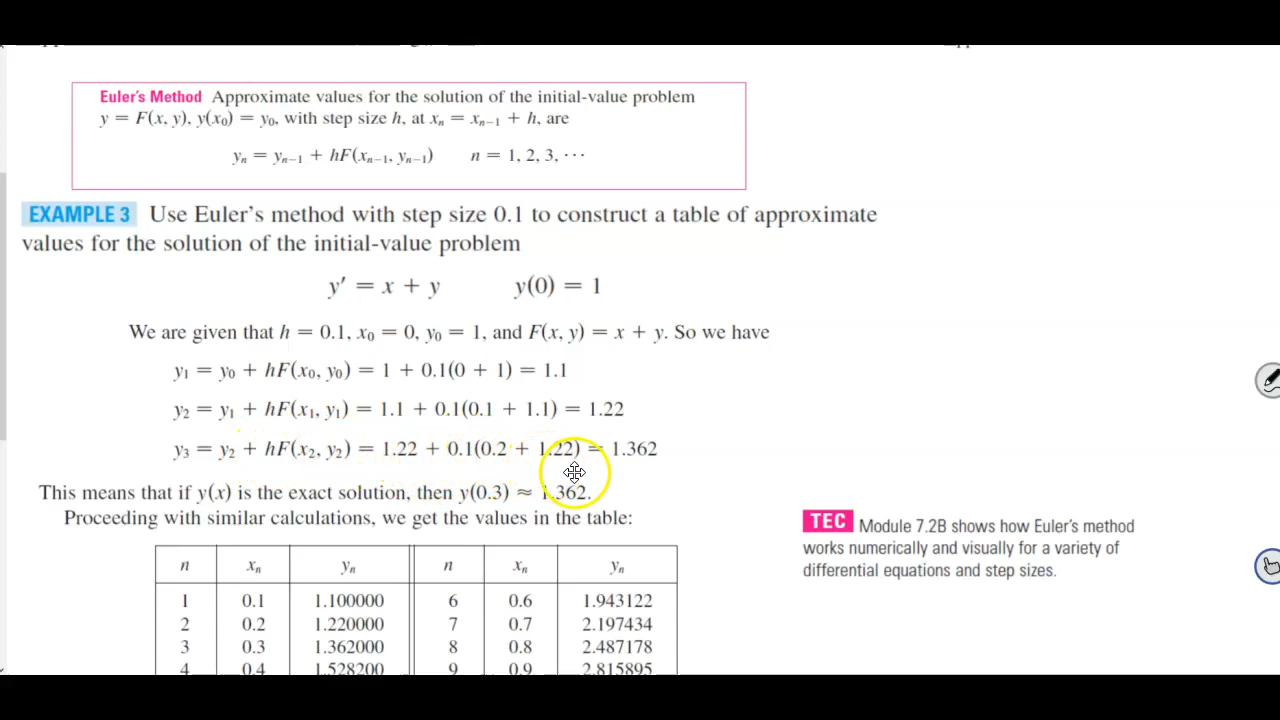 Euler's Method Approximate values for the solution of the initial-value problem
y = F(x, y), y(x₀) = y₀, with step size h, at xₙ = xₙ₋₁ + h, are
yₙ = yₙ₋₁ + hF(xₙ₋₁, yₙ₋₁) n = 1, 2, 3, ···
EXAMPLE 3 Use Euler's method with step size 0.1 to construct a table of approximate
values for the solution of the initial-value problem
y′ = x + y y(0) = 1
We are given that h = 0.1, x₀ = 0, y₀ = 1, and F(x, y) = x + y. So we have
y₁ = y₀ + hF(x₀, y₀) = 1 + 0.1(0 + 1) = 1.1
y₂ = y₁ + hF(x₁, y₁) = 1.1 + 0.1(0.1 + 1.1) = 1.22
y₃ = y₂ + hF(x₂, y₂) = 1.22 + 0.1(0.2 + 1.22) = 1.362
This means that if y(x) is the exact solution, then y(0.3) ≈ 1.362.
Proceeding with similar calculations, we get the values in the table:
n xₙ yₙ n xₙ yₙ
1 0.1 1.100000 6 0.6 1.943122
2 0.2 1.220000 7 0.7 2.197434
3 0.3 1.362000 8 0.8 2.487178
4 0.4 1.528200 9 0.9 2.815895
TEC Module 7.2B shows how Euler's method
works numerically and visually for a variety of
differential equations and step sizes.